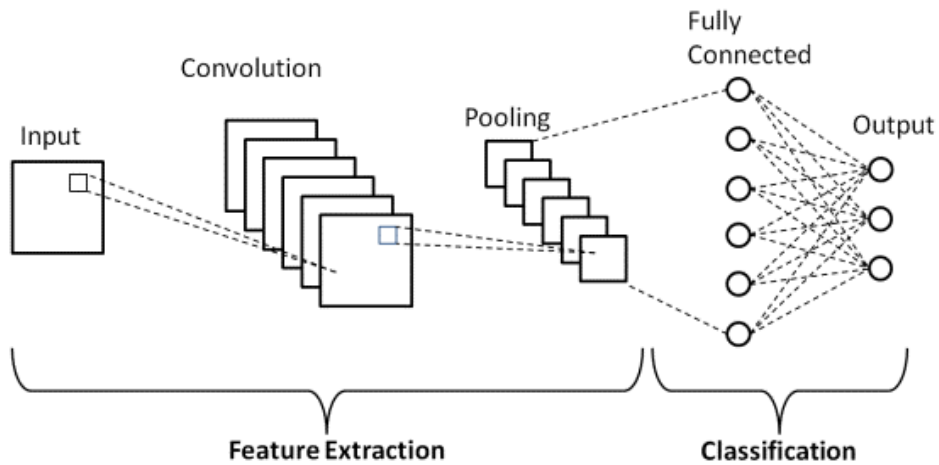 Fully
Connected
Convolution
Pooling
Output
Input
Feature Extraction
Classification